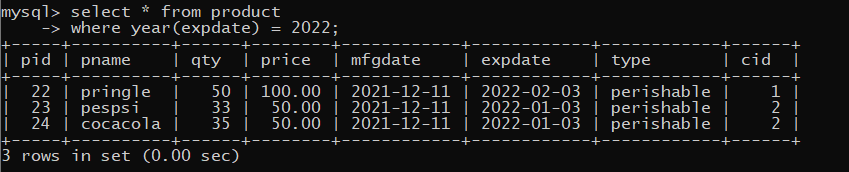 mysql> select * from product
    -> where year(expdate) = 2022;
+-----+----------+-----+--------+------------+------------+------------+-----+
| pid | pname    | qty | price  | mfgdate    | expdate    | type       | cid |
+-----+----------+-----+--------+------------+------------+------------+-----+
|  22 | pringle  |  50 | 100.00 | 2021-12-11 | 2022-02-03 | perishable |   1 |
|  23 | pespsi   |  33 |  50.00 | 2021-12-11 | 2022-01-03 | perishable |   2 |
|  24 | cocacola |  35 |  50.00 | 2021-12-11 | 2022-01-03 | perishable |   2 |
+-----+----------+-----+--------+------------+------------+------------+-----+
3 rows in set (0.00 sec)